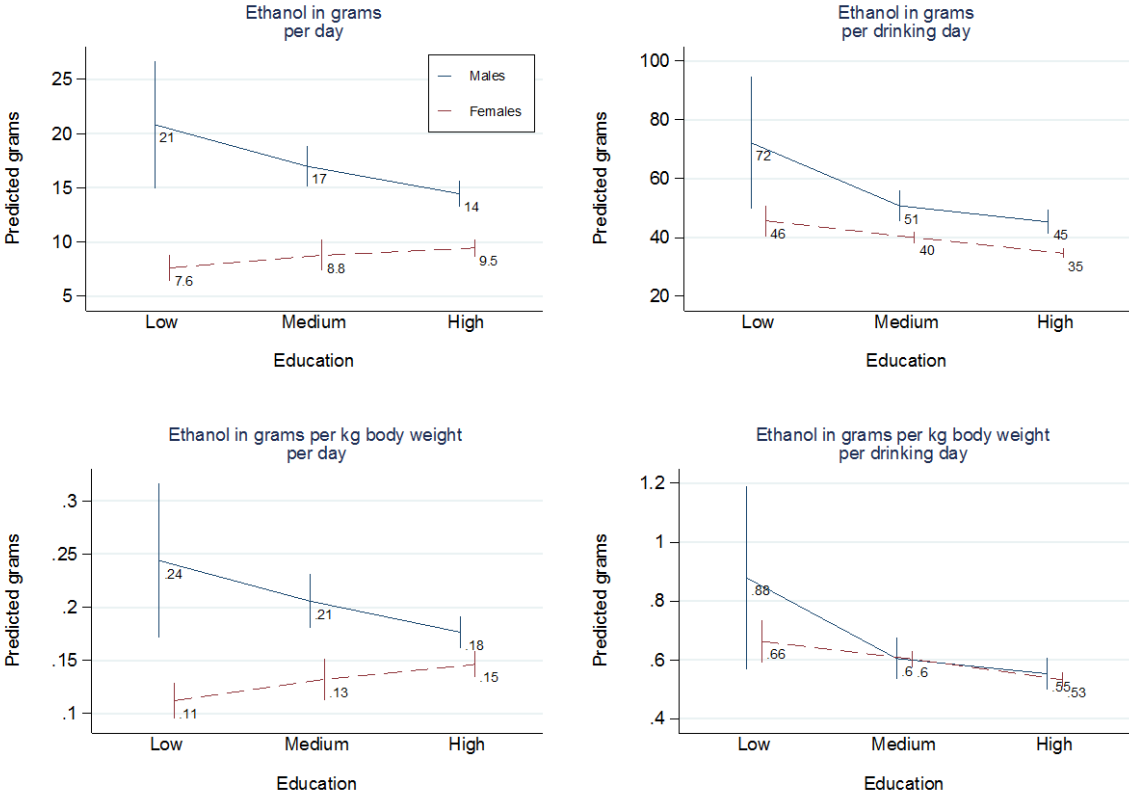 Ethanol in grams
per day
Predicted grams
25
20
15
10
5
Males
Females
21
17
14
7.6
8.8
9.5
Low Medium High
Education
Ethanol in grams
per drinking day
Predicted grams
100
80
60
40
20
72
51
45
46
40
35
Low Medium High
Education
Ethanol in grams per kg body weight
per day
Predicted grams
.3
.25
.2
.15
.1
.24
.21
.18
.11
.13
.15
Low Medium High
Education
Ethanol in grams per kg body weight
per drinking day
Predicted grams
1.2
1
.8
.6
.4
.88
.6
.55
.66
.6
.53
Low Medium High
Education